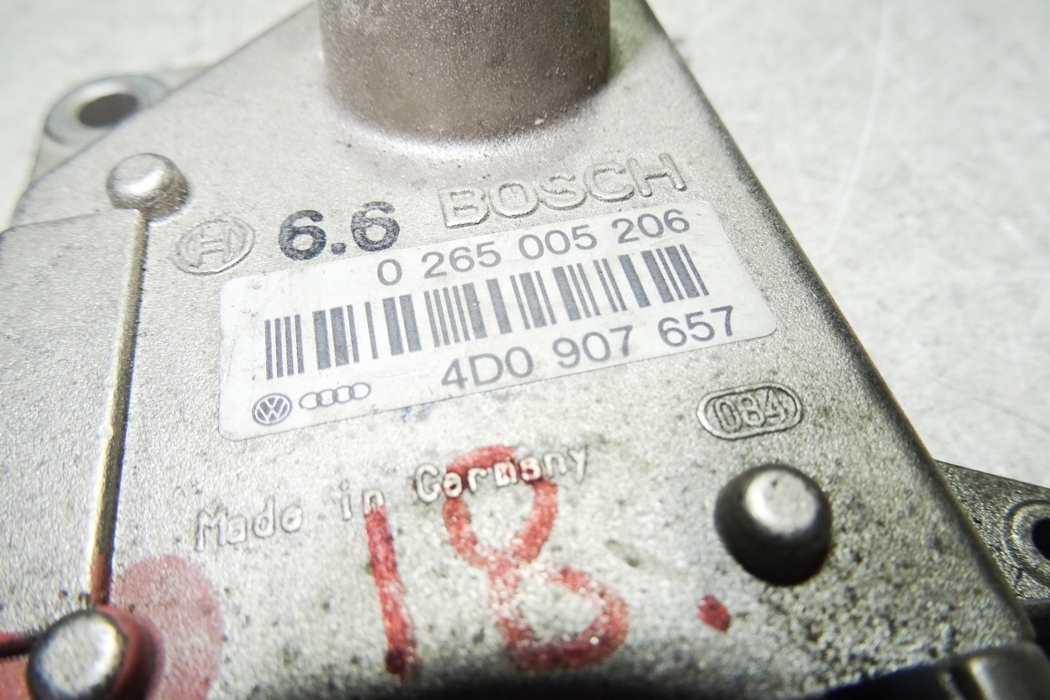 BOSCH
6.6
0 265 005 206
4D0 907 657
084
Made in Germany
18.